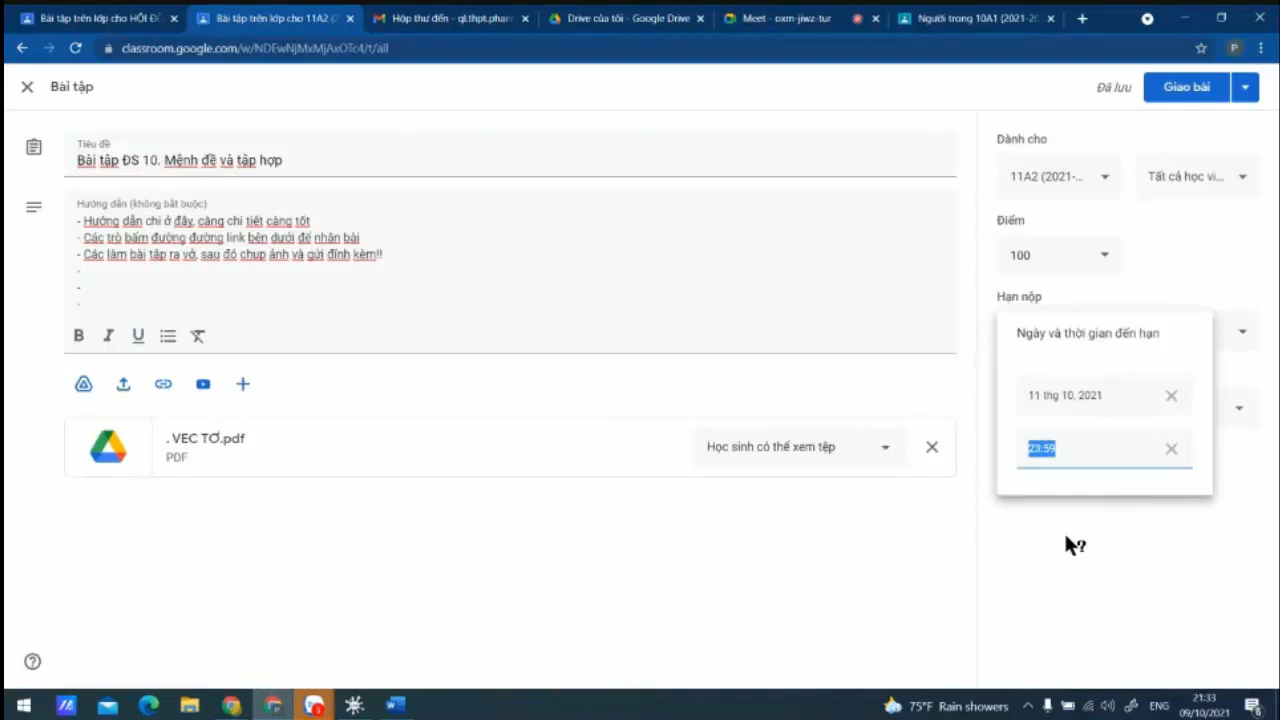 Bài tập trên lớp cho HỘI ĐỒ
Bài tập trên lớp cho 11A2 (2
Hộp thư đến - ql.thpt.phan
Drive của tôi - Google Drive
Meet - oxm-jiwz-tur
Người trong 10A1 (2021-20
classroom.google.com/w/NDEwNjMxMjAxOTc4/t/all
P
Bài tập
Đã lưu
Giao bài
Tiêu đề
Bài tập ĐS 10. Mệnh đề và tập hợp
Hướng dẫn (không bắt buộc)
- Hướng dẫn chi ở đây, càng chi tiết càng tốt
- Các trò bấm đường đường link bên dưới để nhận bài
- Các làm bài tập ra vở, sau đó chụp ảnh và gửi đính kèm!!
-
-
-
B I U
. VEC TƠ.pdf
PDF
Học sinh có thể xem tệp
Dành cho
11A2 (2021-...
Tất cả học vi...
Điểm
100
Hạn nộp
Ngày và thời gian đến hạn
11 thg 10, 2021
23:59
75°F Rain showers
ENG
21:33
09/10/2021